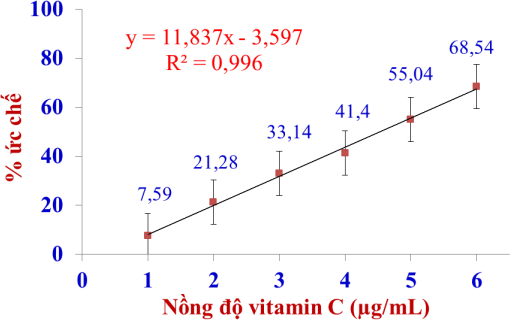 100
80
60
40
20
0
% ức chế
y = 11,837x - 3,597
R² = 0,996
7,59
21,28
33,14
41,4
55,04
68,54
0 1 2 3 4 5 6
Nồng độ vitamin C (µg/mL)